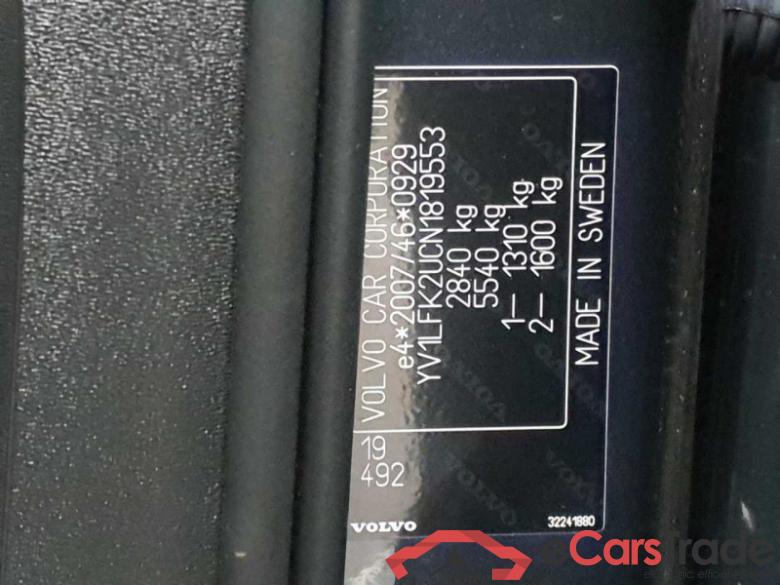 VOLVO CAR CORPORATION
e4*2007/46*0929
YV1LFK2UCN1819553
2840 kg
5540 kg
1— 1310 kg
2— 1600 kg
MADE IN SWEDEN
19
492
VOLVO
32241880
eCarstrade